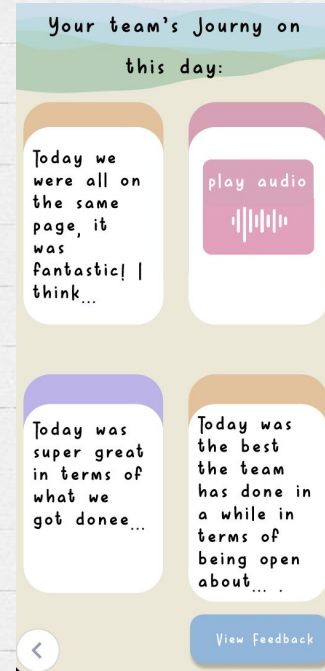 Your team's Journy on
this day:
Today we
were all on
the same
page, it
was
fantastic! I
think...
play audio
Today was
super great
in terms of
what we
got donee...
Today was
the best
the team
has done in
a while in
terms of
being open
about... .
View Feedback